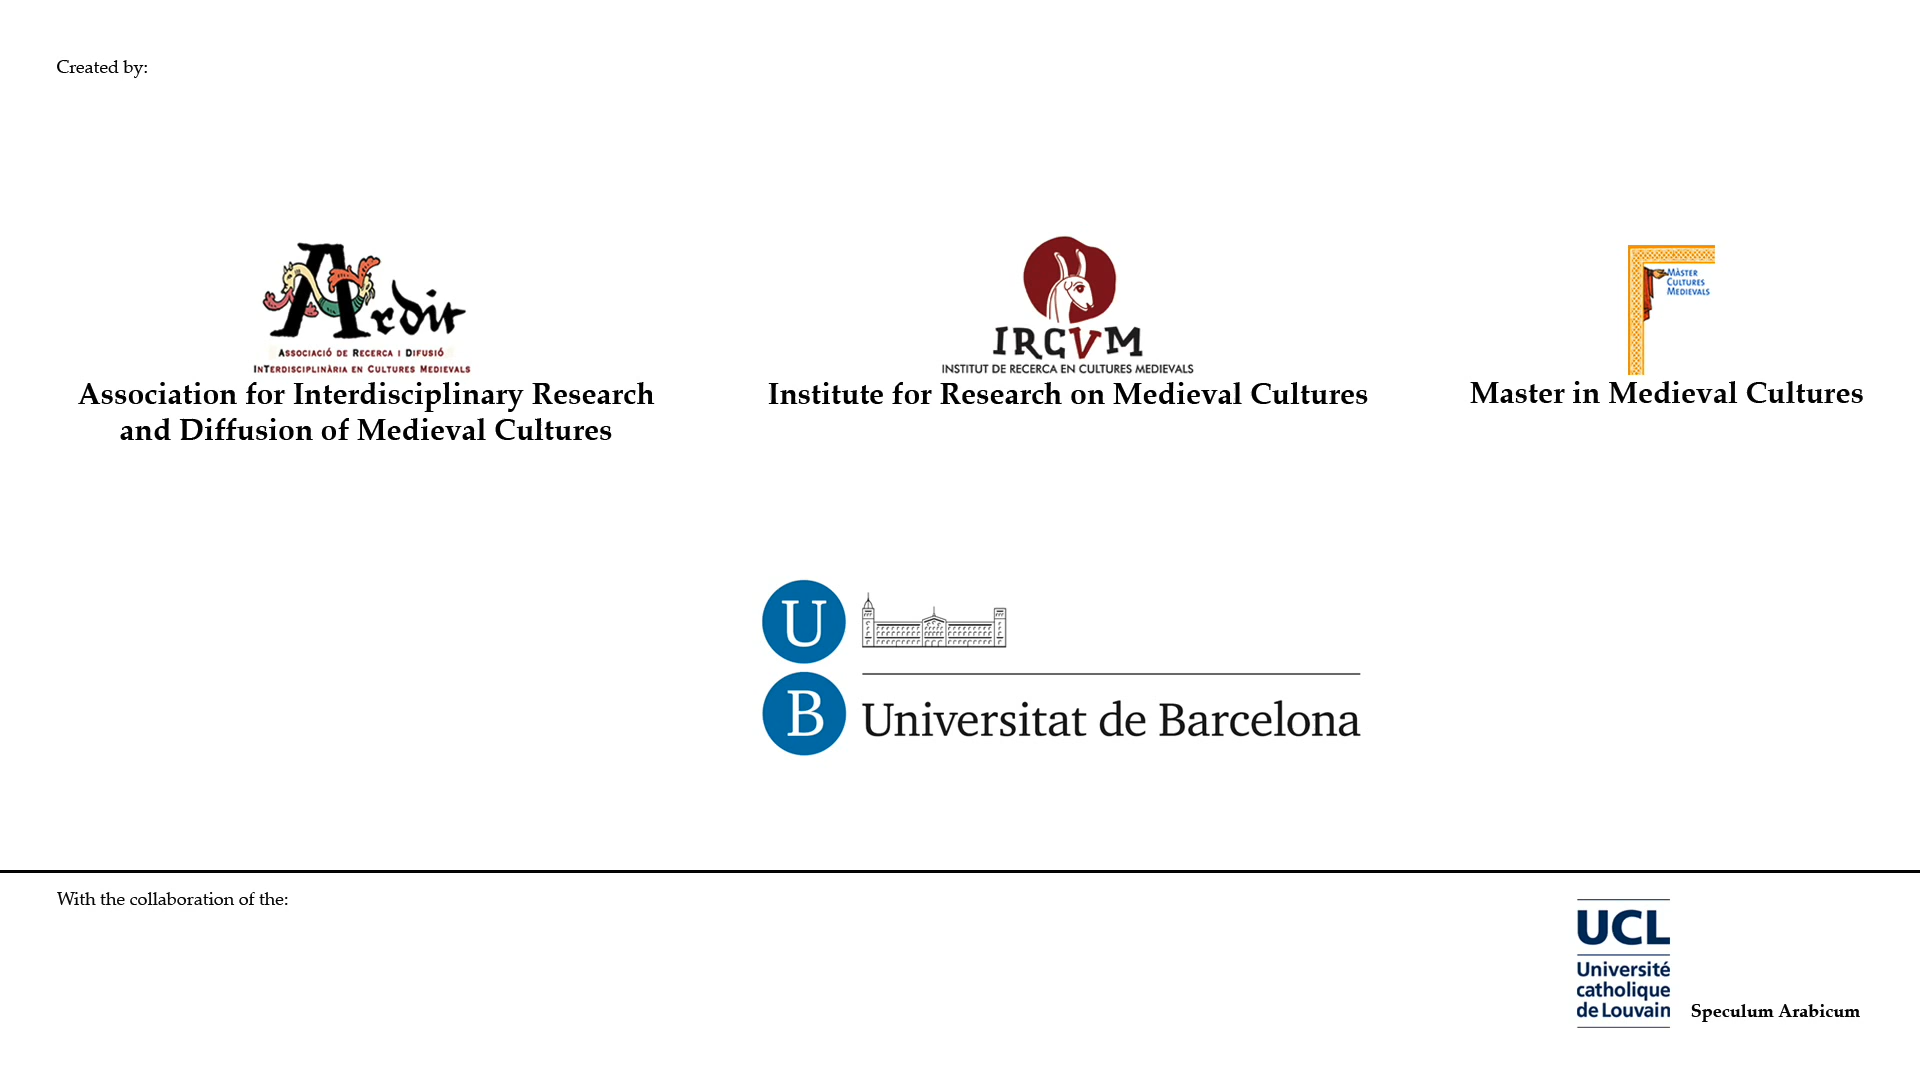 Created by:
Ardit
ASSOCIACIÓ DE RECERCA I DIFUSIÓ
INTERDISCIPLINÀRIA EN CULTURES MEDIEVALS
Association for Interdisciplinary Research
and Diffusion of Medieval Cultures
IRCVM
INSTITUT DE RECERCA EN CULTURES MEDIEVALS
Institute for Research on Medieval Cultures
MÀSTER
CULTURES
MEDIEVALS
Master in Medieval Cultures
U
B
Universitat de Barcelona
With the collaboration of the:
UCL
Université
catholique
de Louvain
Speculum Arabicum